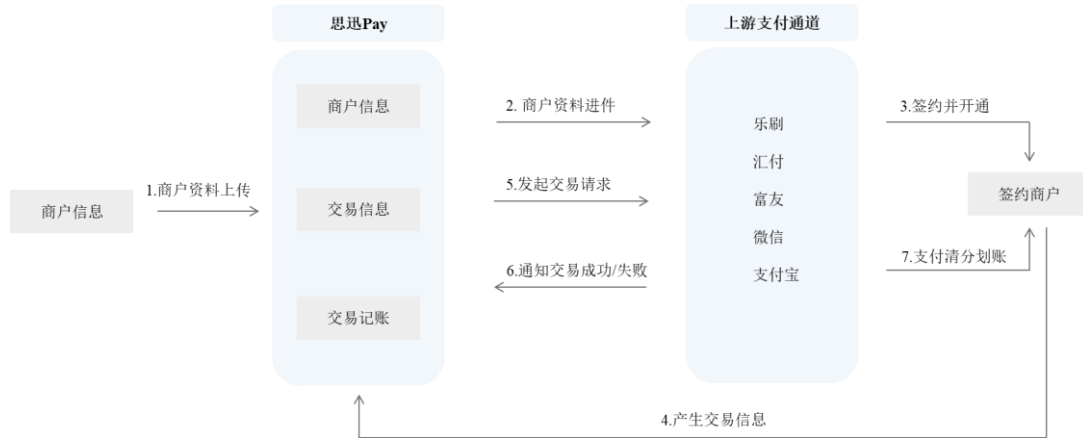 思迅Pay
上游支付通道
商户信息
2. 商户资料进件
3.签约并开通
乐刷
汇付
1.商户资料上传
5.发起交易请求
签约商户
商户信息
交易信息
富友
微信
6.通知交易成功/失败
7.支付清分划账
支付宝
交易记账
4.产生交易信息